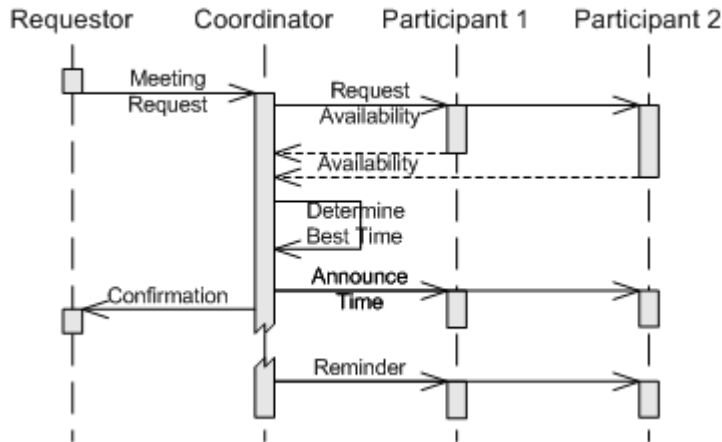 Requestor
Coordinator
Participant 1
Participant 2
Meeting
Request
Request
Availability
Availability
Determine
Best Time
Announce
Time
Confirmation
Reminder